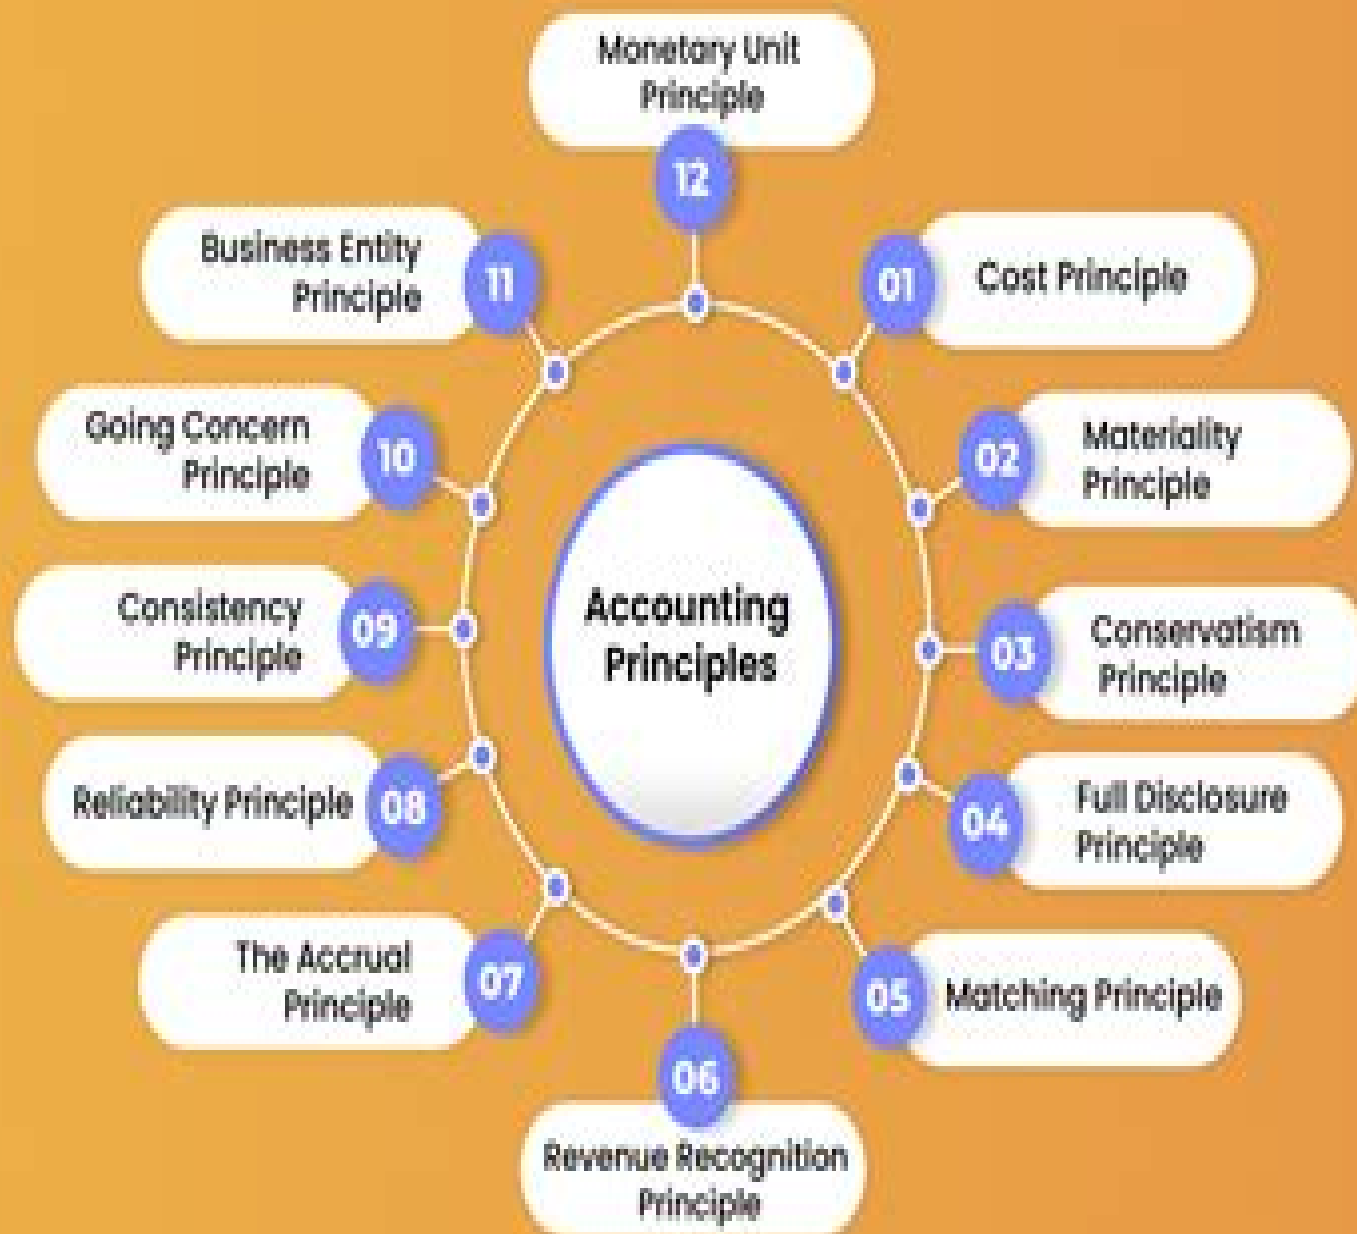 Monetary Unit
Principle
12
01
Cost Principle
02
Materiality
Principle
03
Conservatism
Principle
04
Full Disclosure
Principle
05
Matching Principle
06
Revenue Recognition
Principle
07
The Accrual
Principle
08
Reliability Principle
09
Consistency
Principle
10
Going Concern
Principle
11
Business Entity
Principle
Accounting
Principles